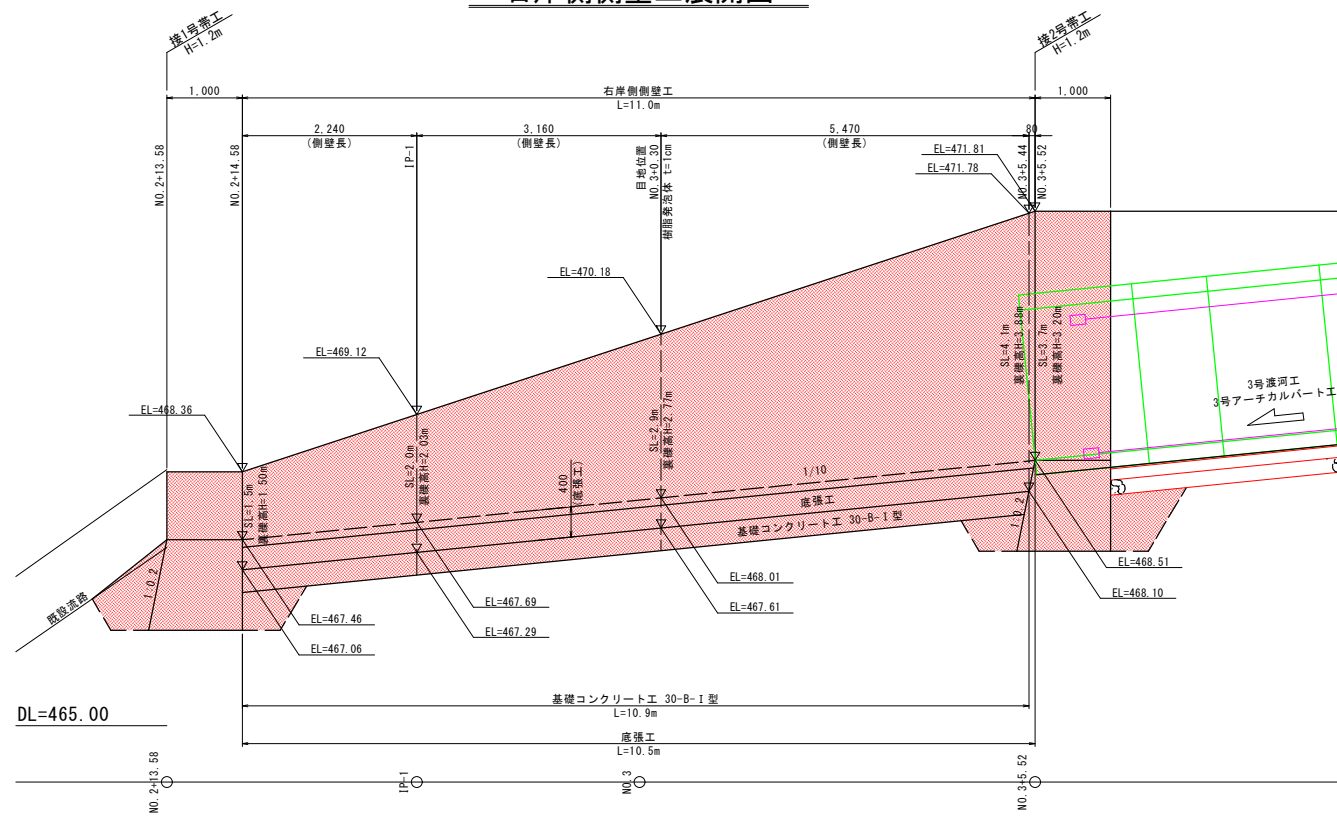 接1号帯工
H=1.2m
接2号帯工
H=1.2m
1,000
右岸側側壁工
L=11.0m
1,000
2,240
(側壁長)
3,160
(側壁長)
5,470
(側壁長)
80
NO.2+13.58
NO.2+14.58
IP-1
目地位置
NO.3+0.30
樹脂発泡体 t=1cm
NO.3+5.44
NO.3+5.52
EL=471.81
EL=471.78
EL=470.18
EL=469.12
EL=468.36
SL=1.5m
裏礫高H=1.50m
SL=2.0m
裏礫高H=2.03m
SL=2.9m
裏礫高H=2.77m
SL=4.1m
裏礫高H=3.88m
SL=3.7m
裏礫高H=3.20m
3号渡河工
3号アーチカルバート工
400
(底張工)
1/10
底張工
基礎コンクリート工 30-B-Ⅰ型
1:0.2
1:0.2
既設流路
EL=468.51
EL=468.10
EL=468.01
EL=467.61
EL=467.69
EL=467.29
EL=467.46
EL=467.06
DL=465.00
基礎コンクリート工 30-B-Ⅰ型
L=10.9m
底張工
L=10.5m
NO.2+13.58
IP-1
NO.3
NO.3+5.52